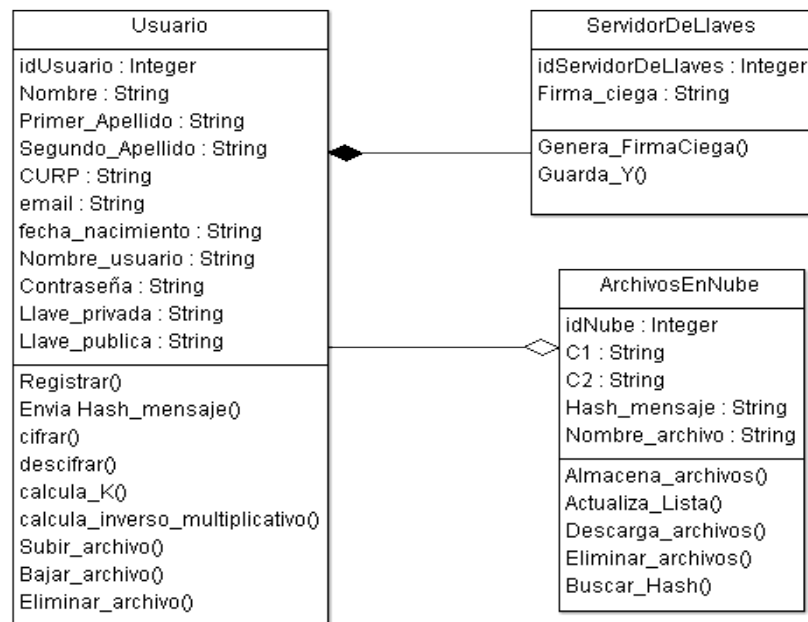 Usuario
idUsuario : Integer
Nombre : String
Primer_Apellido : String
Segundo_Apellido : String
CURP : String
email : String
fecha_nacimiento : String
Nombre_usuario : String
Contraseña : String
Llave_privada : String
Llave_publica : String
Registrar()
Envia Hash_mensaje()
cifrar()
descifrar()
calcula_K()
calcula_inverso_multiplicativo()
Subir_archivo()
Bajar_archivo()
Eliminar_archivo()
ServidorDeLlaves
idServidorDeLlaves : Integer
Firma_ciega : String
Genera_FirmaCiega()
Guarda_Y()
ArchivosEnNube
idNube : Integer
C1 : String
C2 : String
Hash_mensaje : String
Nombre_archivo : String
Almacena_archivos()
Actualiza_Lista()
Descarga_archivos()
Eliminar_archivos()
Buscar_Hash()